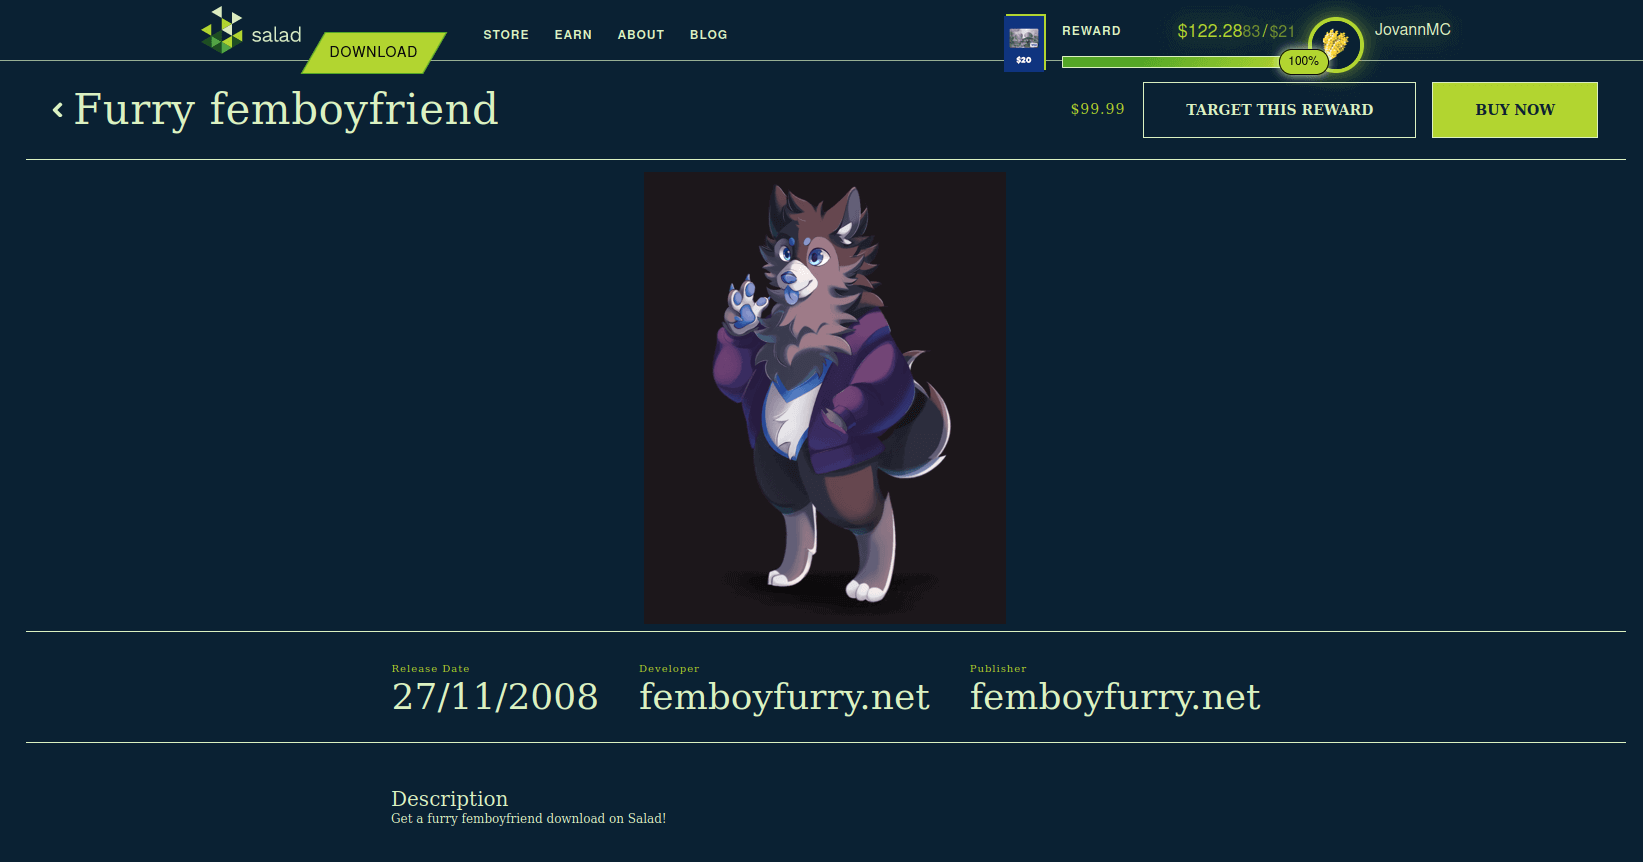 salad
DOWNLOAD
STORE
EARN
ABOUT
BLOG
$20
REWARD
$122.2883/$21
100%
JovannMC
Furry femboyfriend
$99.99
TARGET THIS REWARD
BUY NOW
Release Date
27/11/2008
Developer
femboyfurry.net
Publisher
femboyfurry.net
Description
Get a furry femboyfriend download on Salad!